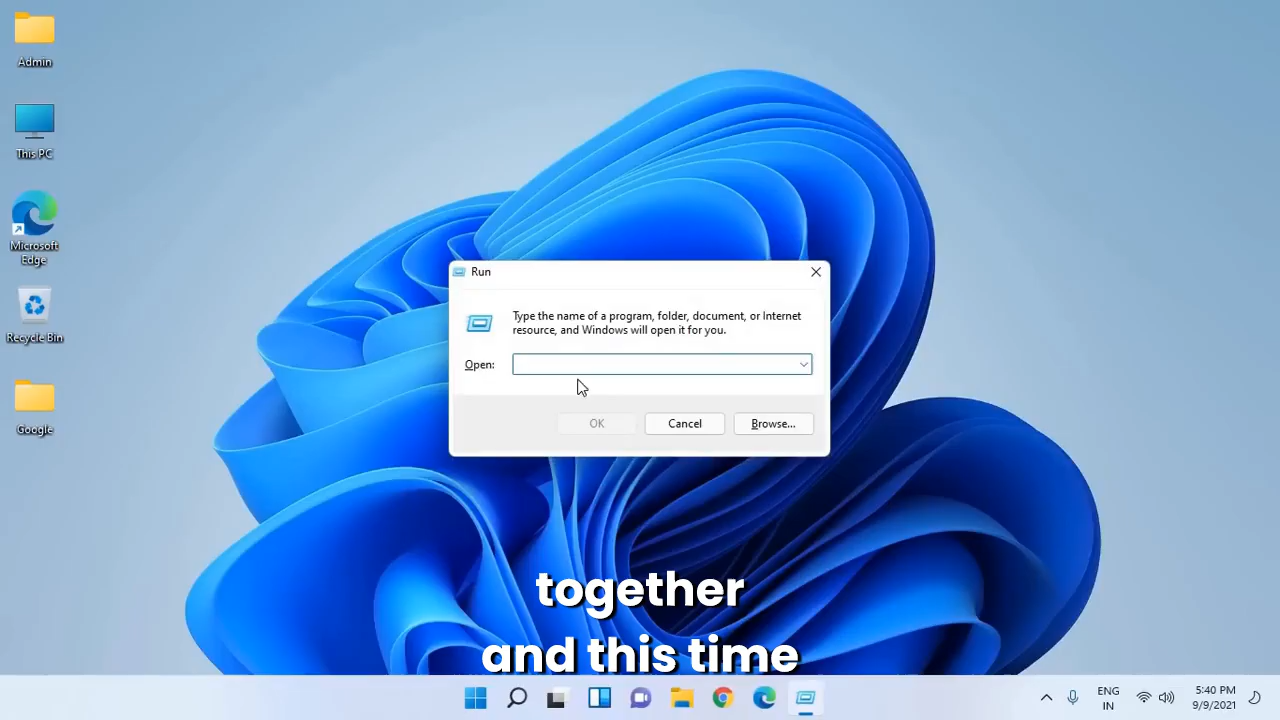 Admin
This PC
Microsoft
Edge
Recycle Bin
Google
Run
Type the name of a program, folder, document, or Internet
resource, and Windows will open it for you.
Open:
OK
Cancel
Browse...
together
and this time
ENG
IN
5:40 PM
9/9/2021